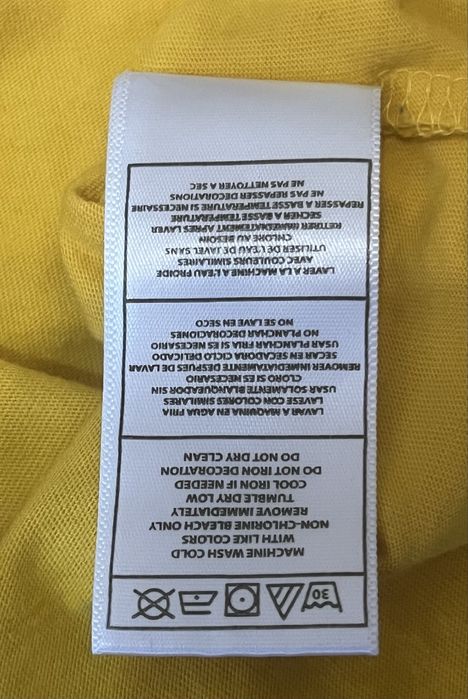 30
MACHINE WASH COLD
WITH LIKE COLORS
NON-CHLORINE BLEACH ONLY
REMOVE IMMEDIATELY
TUMBLE DRY LOW
COOL IRON IF NEEDED
DO NOT IRON DECORATION
DO NOT DRY CLEAN
LAVAR A MAQUINA EN AGUA FRIA
LAVESE CON COLORES SIMILARES
USAR SOLAMENTE BLANQUEADOR SIN
CLORO SI ES NECESARIO
REMOVER IMMEDIATAMENTE DESPUES DE LAVAR
SECAR EN SECADORA CICLO DELICADO
USAR PLANCHAR FRIA SI ES NECESARIO
NO PLANCHAR DECORACIONES
NO SE LAVE EN SECO
LAVER A LA MACHINE A L'EAU FROIDE
AVEC COULEURS SIMILAIRES
UTILISER DE L'EAU DE JAVEL SANS
CHLORE AU BESOIN
RETIRER IMMEDIATEMENT APRES LAVER
SECHER A BASSE TEMPERATURE
REPASSER A BASSE TEMPERATURE SI NECESSAIRE
NE PAS REPASSER DECORATIONS
NE PAS NETTOYER A SEC